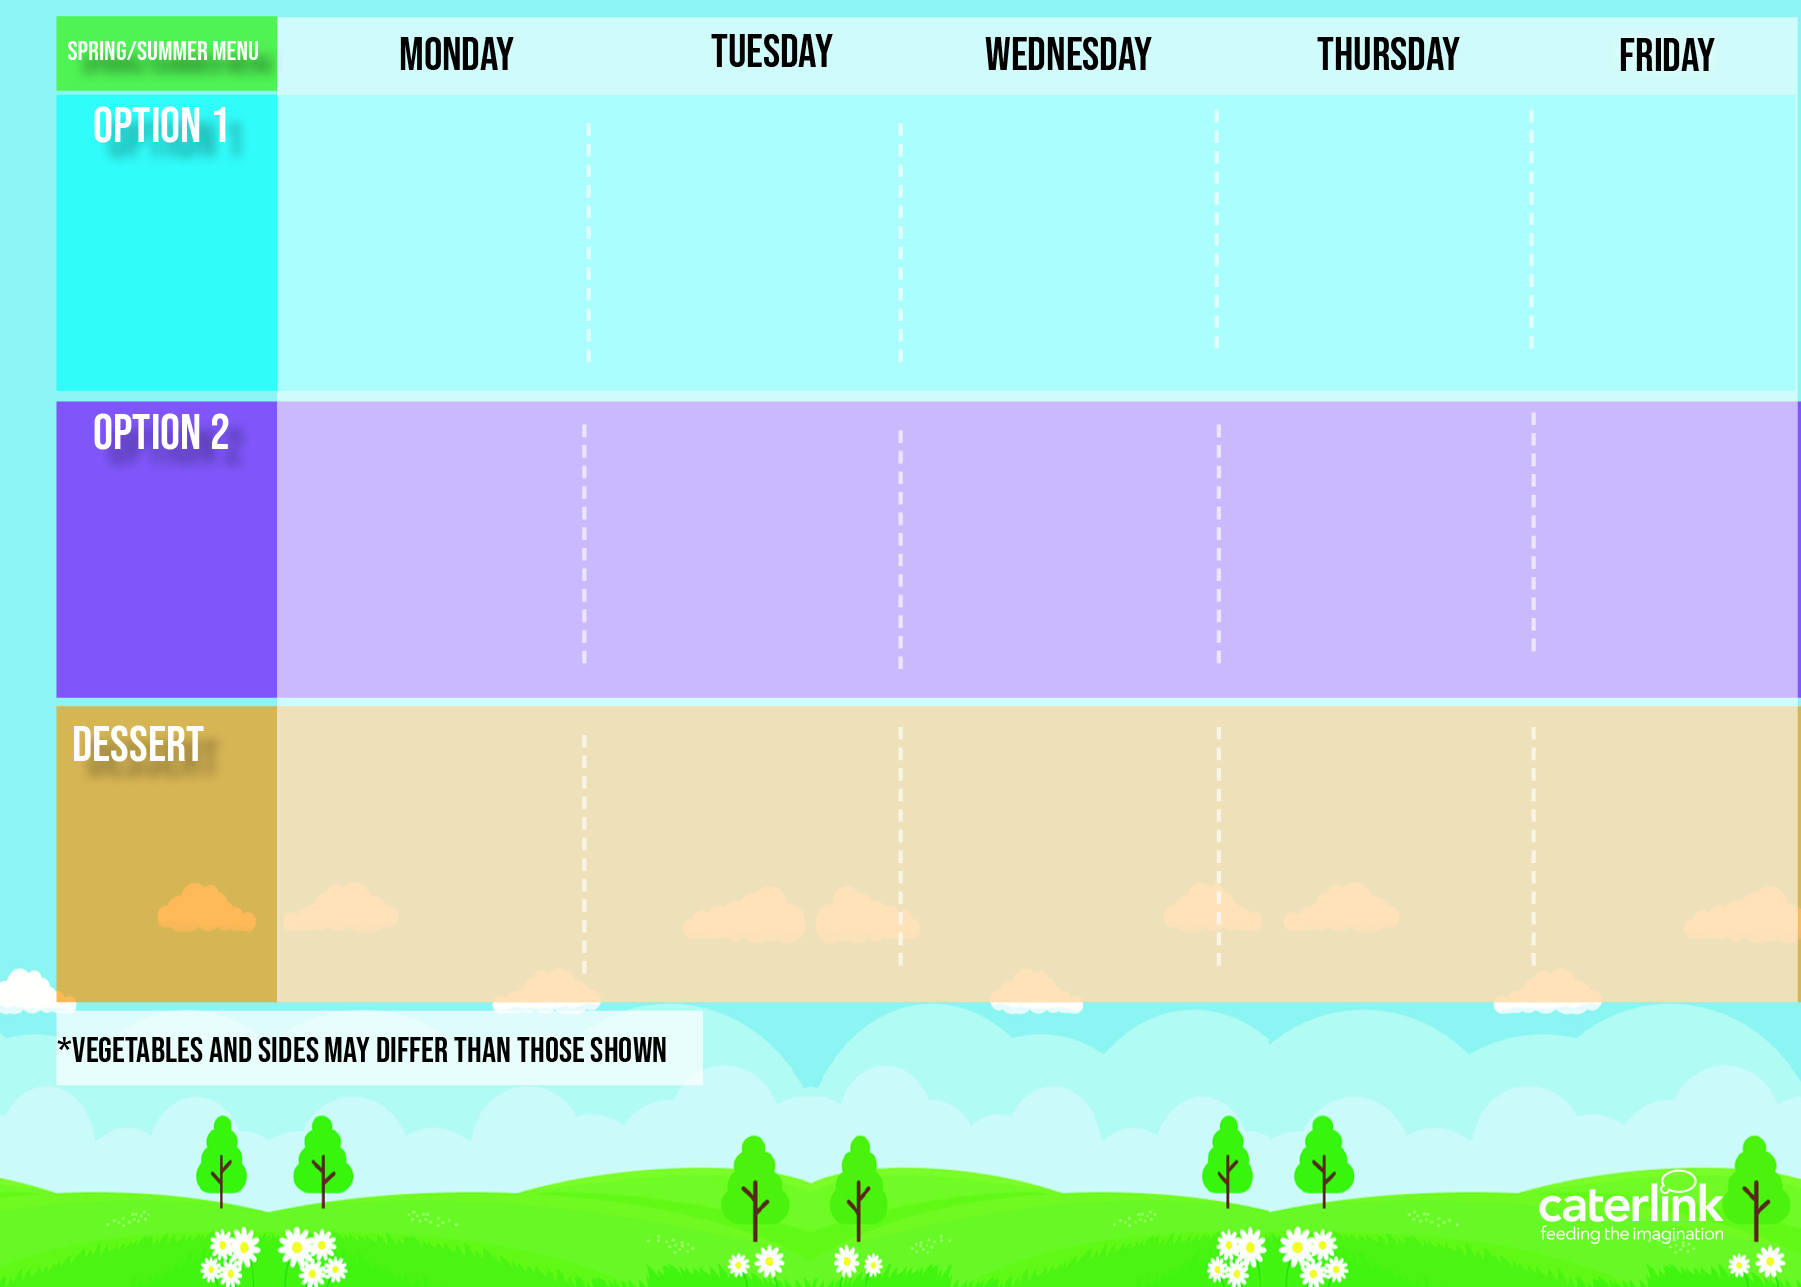 SPRING/SUMMER MENU
MONDAY
TUESDAY
WEDNESDAY
THURSDAY
FRIDAY
OPTION 1
OPTION 2
DESSERT
*VEGETABLES AND SIDES MAY DIFFER THAN THOSE SHOWN
caterlink
feeding the imagination